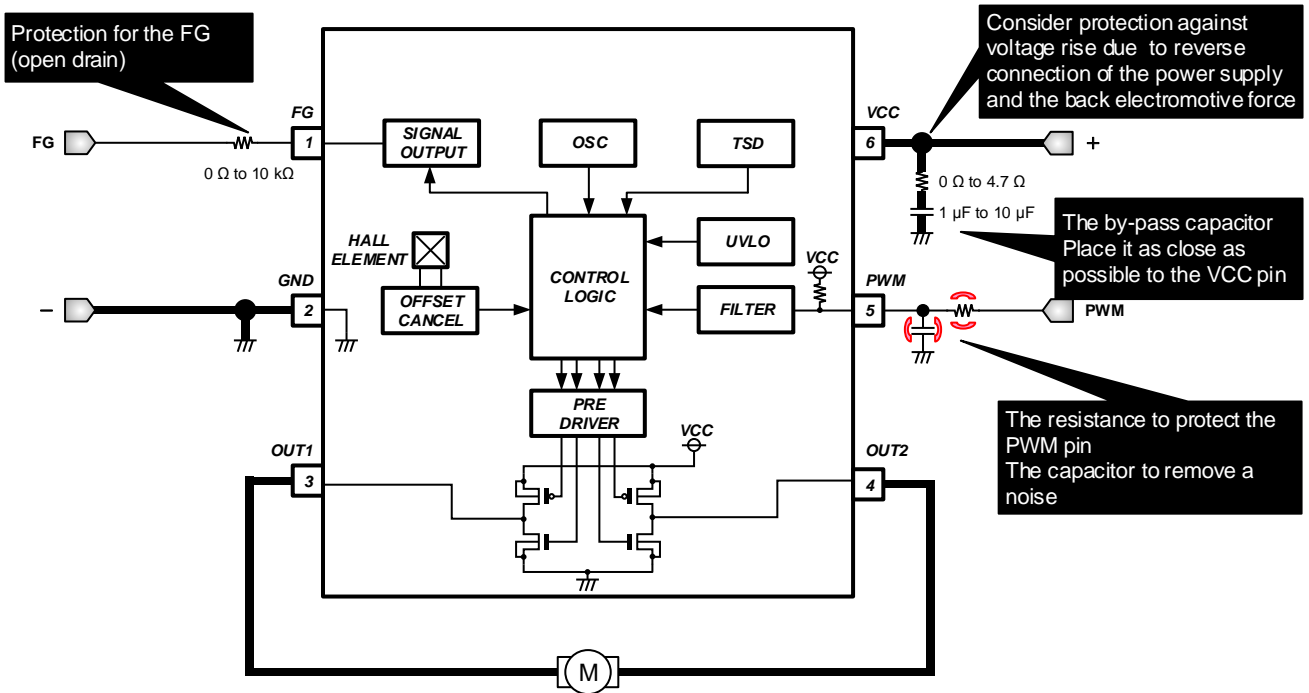 Protection for the FG
(open drain)
Consider protection against
voltage rise due to reverse
connection of the power supply
and the back electromotive force
FG
0 Ω to 10 kΩ
FG
1
SIGNAL
OUTPUT
OSC
TSD
VCC
6
+
0 Ω to 4.7 Ω
1 µF to 10 µF
The by-pass capacitor
Place it as close as
possible to the VCC pin
HALL
ELEMENT
OFFSET
CANCEL
CONTROL
LOGIC
UVLO
FILTER
VCC
PWM
5
PWM
–
GND
2
The resistance to protect the
PWM pin
The capacitor to remove a
noise
PRE
DRIVER
VCC
OUT1
3
OUT2
4
M